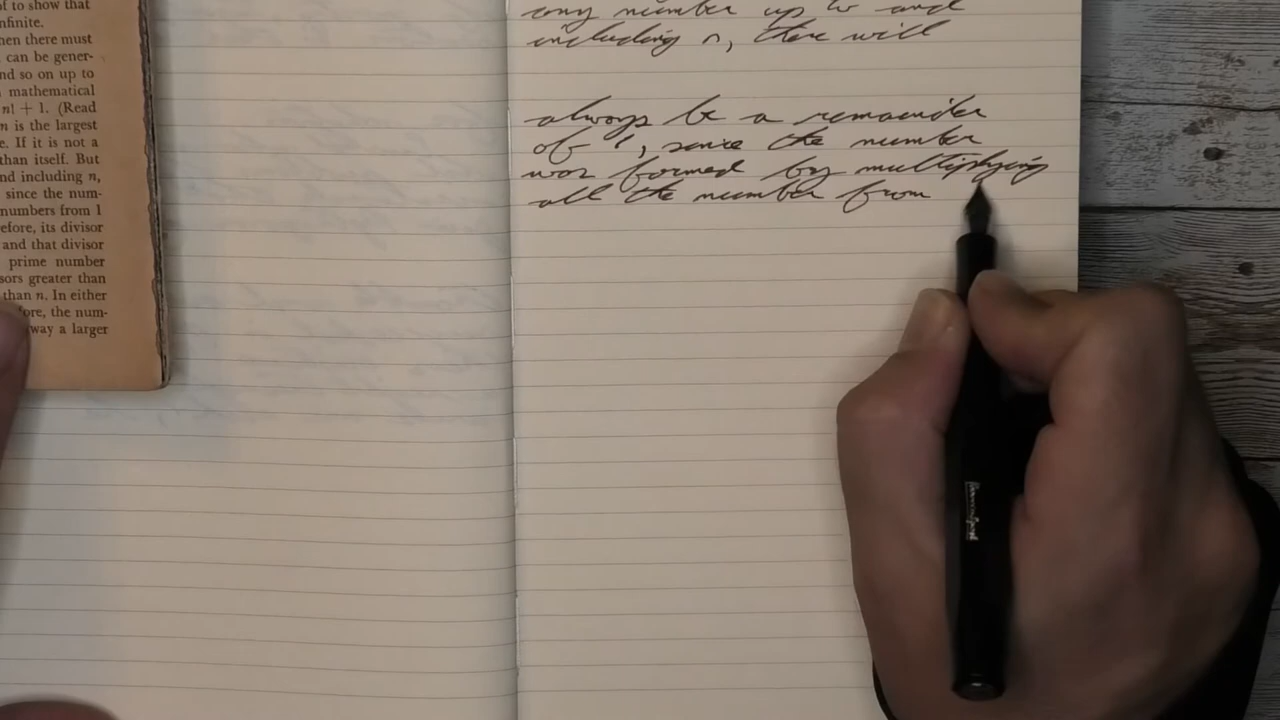 of to show that
nfinite.
hen there must
can be gener-
nd so on up to
mathematical
n! + 1. (Read
n is the largest
e. If it is not a
than itself. But
nd including n,
since the num-
numbers from 1
efore, its divisor
and that divisor
prime number
sors greater than
than n. In either
fore, the num-
way a larger
any number up to and
including n, there will
always be a remainder
of 1, since the number
was formed by multiplying
all the number from
Kaweco Sport